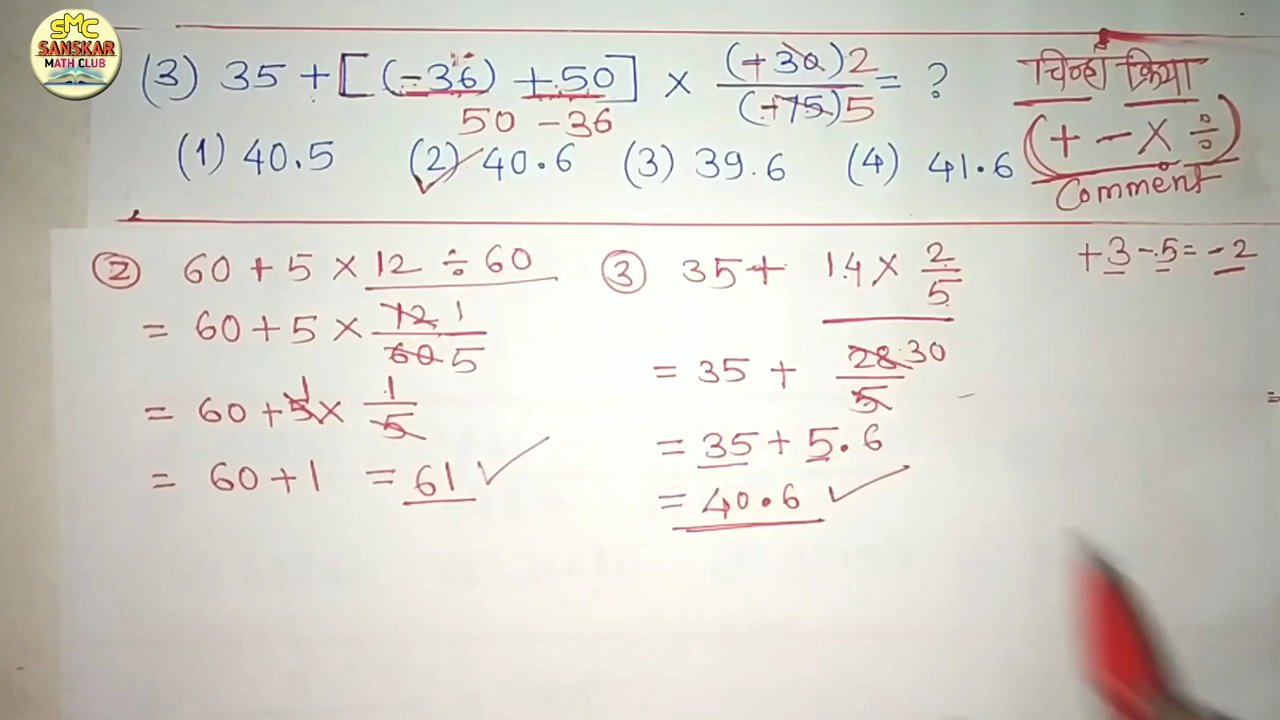 SMC
SANSKAR
MATH CLUB
(3) 35 + [(-36) + 50] × (+30)2 / (+75)5 = ?
50 - 36
(1) 40.5 (2) 40.6 (3) 39.6 (4) 41.6
चिन्हों क्रिया
(+ - × ÷)
Comment
② 60 + 5 × 12 ÷ 60
= 60 + 5 × 12 1 / 60 5
= 60 + 5 1 × 1/5
= 60 + 1 = 61 ✓
③ 35 + 14 × 2/5
= 35 + 28 30 / 5
= 35 + 5.6
= 40.6 ✓
+3 - 5 = -2
=